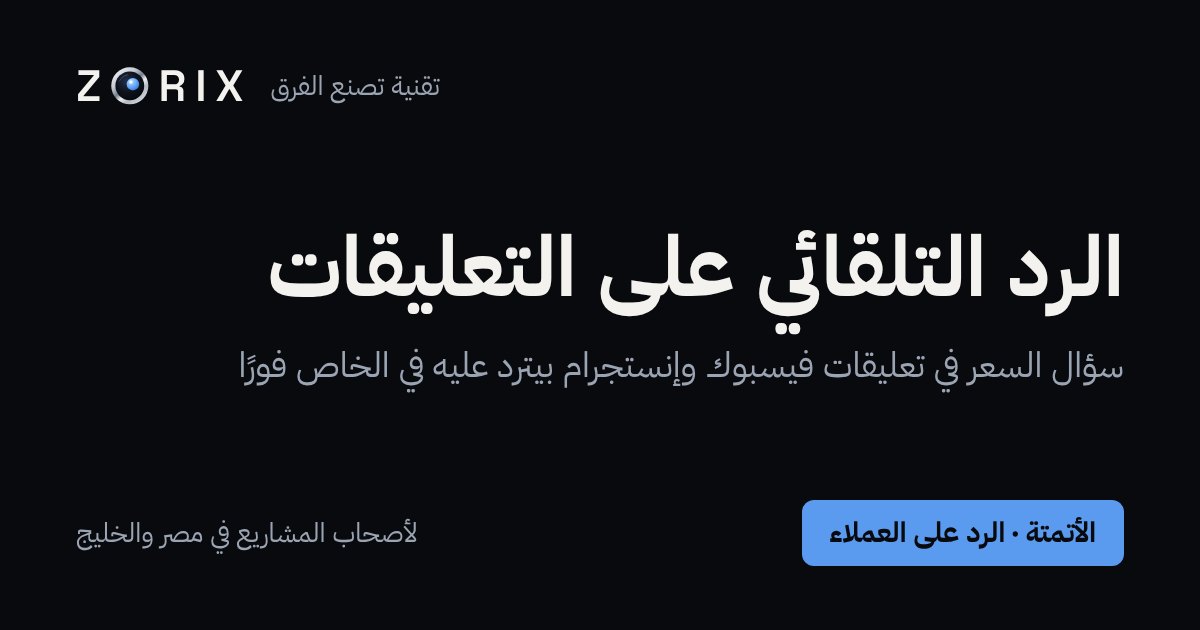 ZORIX تقنية تصنع الفرق
الرد التلقائي على التعليقات
سؤال السعر في تعليقات فيسبوك وإنستجرام بيترد عليه في الخاص فورًا
الأتمتة · الرد على العملاء
لأصحاب المشاريع في مصر والخليج